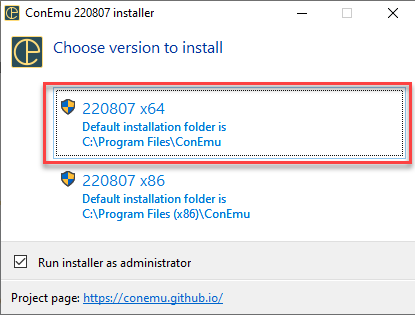 ConEmu 220807 installer
Choose version to install
220807 x64
Default installation folder is
C:\Program Files\ConEmu
220807 x86
Default installation folder is
C:\Program Files (x86)\ConEmu
Run installer as administrator
Project page: https://conemu.github.io/